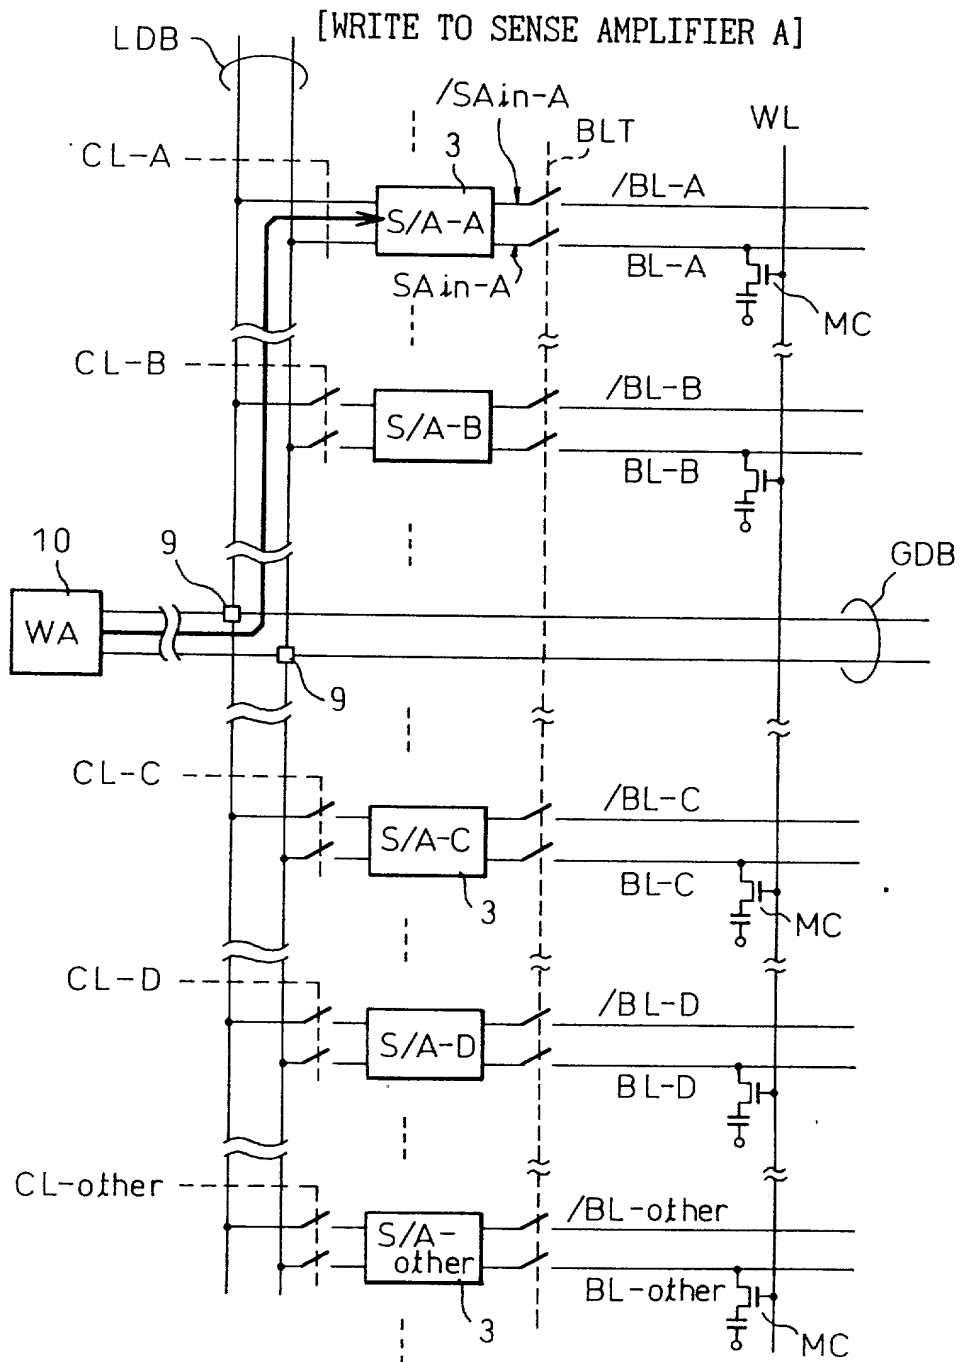 [WRITE TO SENSE AMPLIFIER A]
LDB
/SAin-A
BLT
WL
CL-A
3
/BL-A
S/A-A
BL-A
SAin-A
MC
CL-B
/BL-B
S/A-B
BL-B
10
9
GDB
WA
9
CL-C
/BL-C
S/A-C
BL-C
3
MC
CL-D
/BL-D
S/A-D
BL-D
CL-other
/BL-other
S/A-
other
BL-other
3
MC